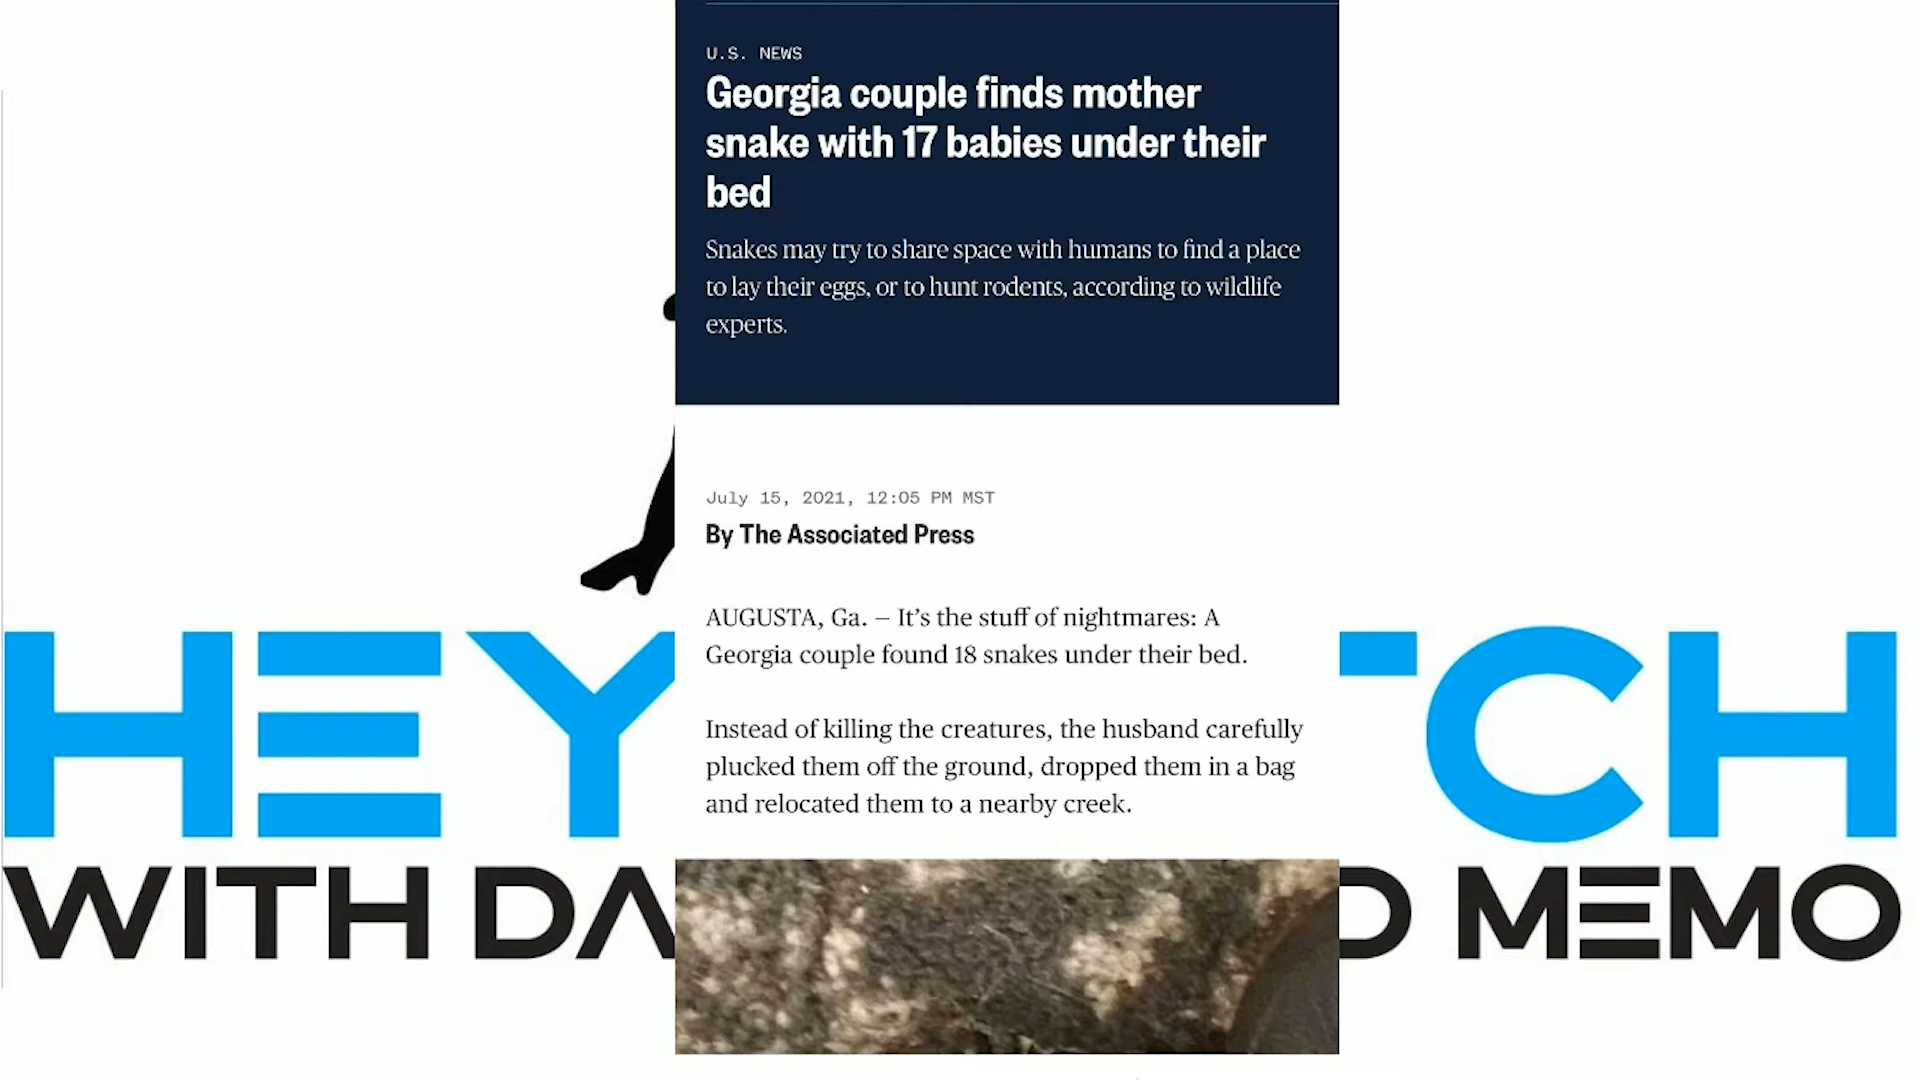 U.S. NEWS
Georgia couple finds mother
snake with 17 babies under their
bed
Snakes may try to share space with humans to find a place
to lay their eggs, or to hunt rodents, according to wildlife
experts.
July 15, 2021, 12:05 PM MST
By The Associated Press
AUGUSTA, Ga. — It’s the stuff of nightmares: A
Georgia couple found 18 snakes under their bed.
Instead of killing the creatures, the husband carefully
plucked them off the ground, dropped them in a bag
and relocated them to a nearby creek.
HEY TCH
WITH DA D MEMO